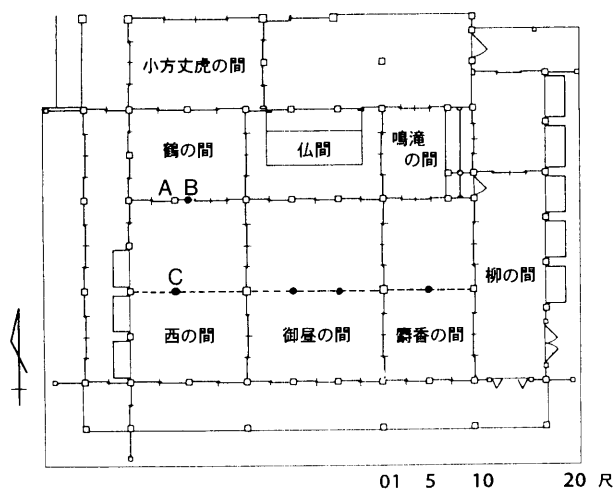 小方丈虎の間
鶴の間
仏間
鳴滝
の間
A B
C
柳の間
西の間
御昼の間
麝香の間
01 5 10 20 尺